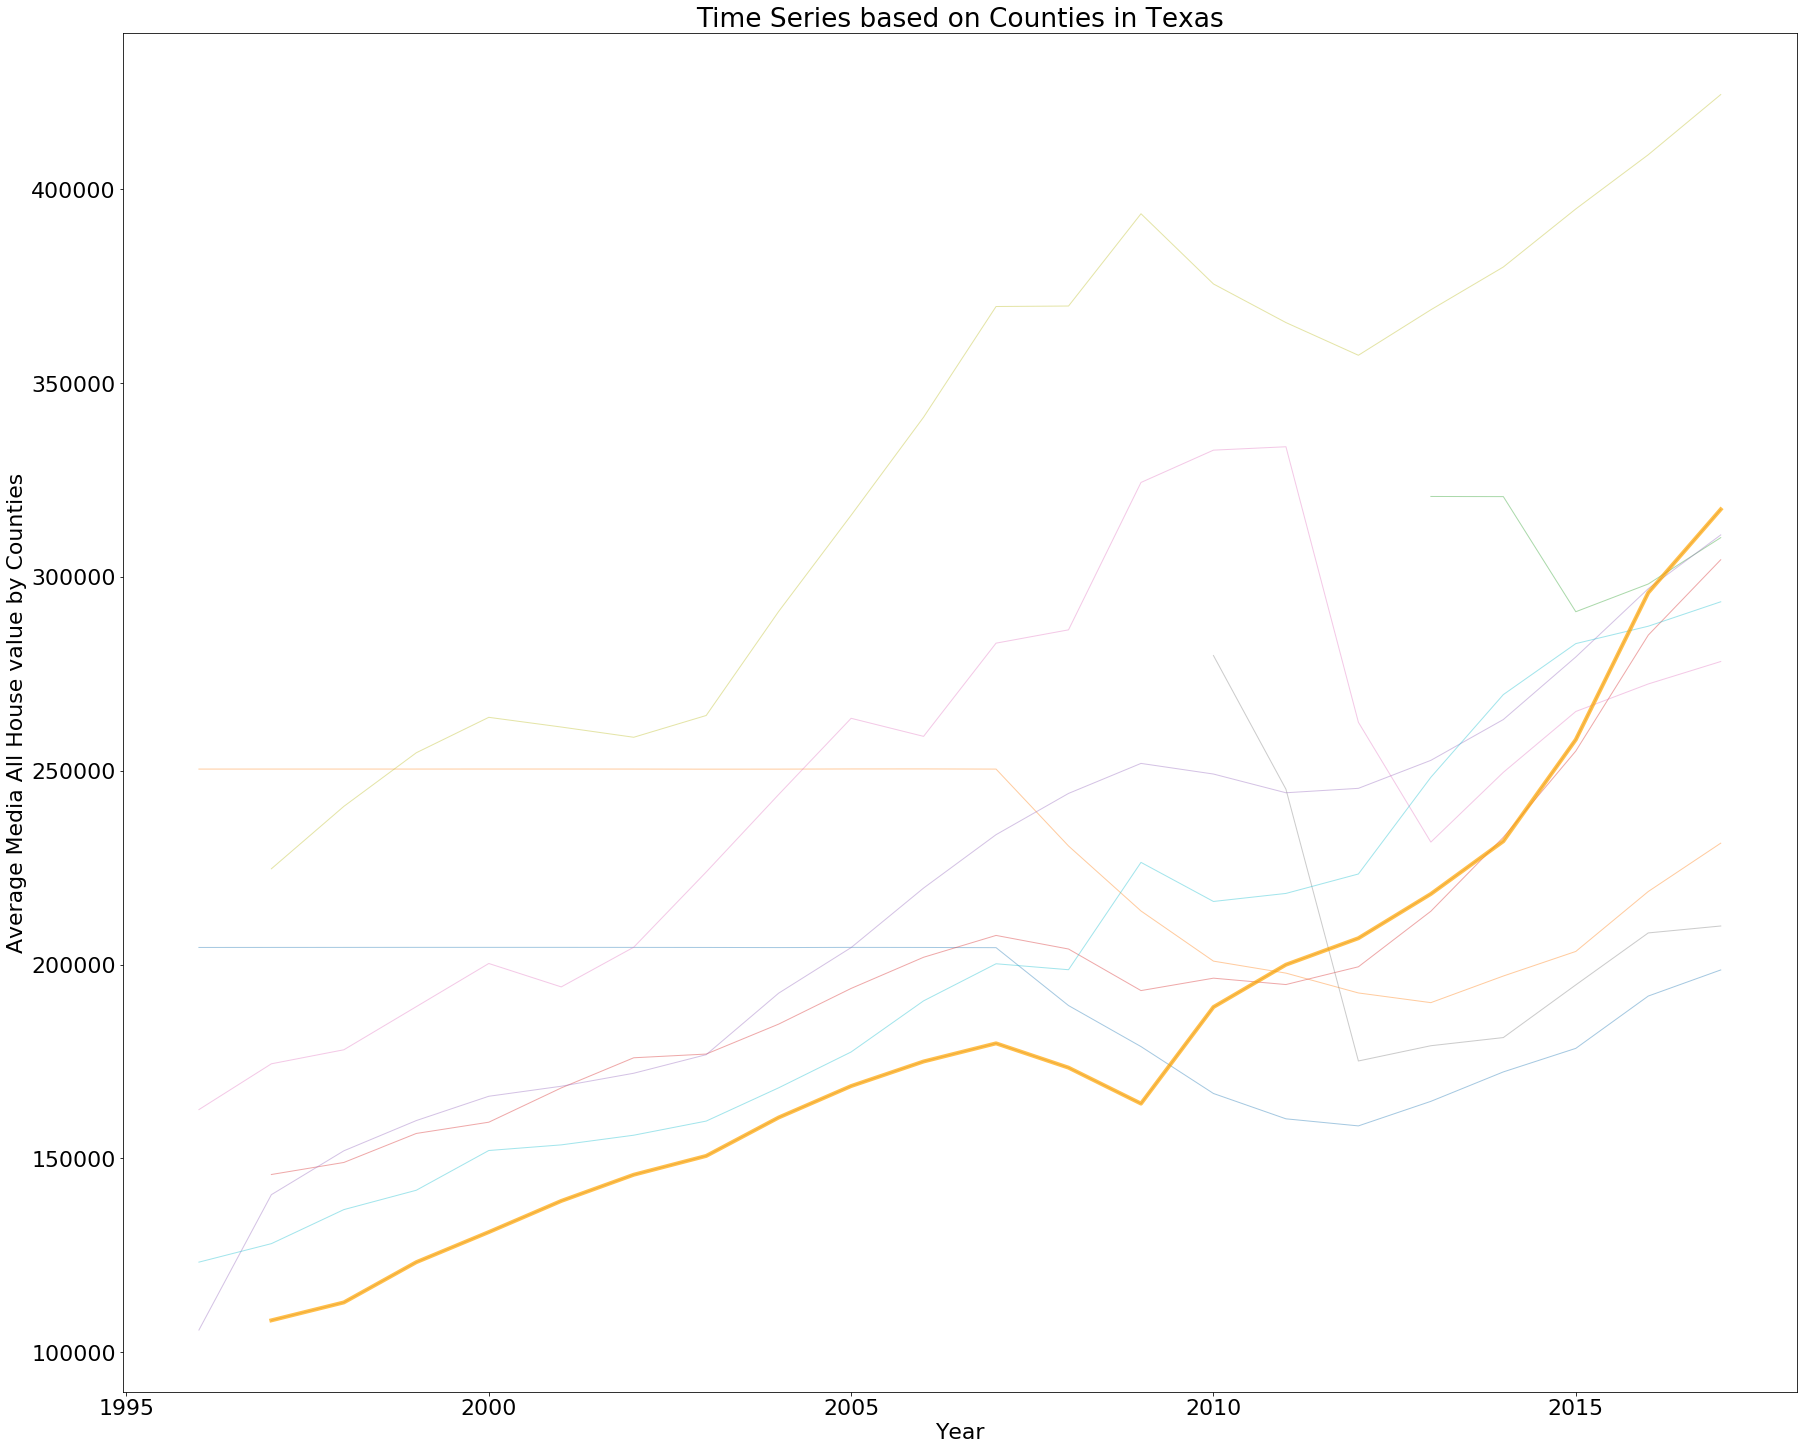 Time Series based on Counties in Texas
Average Media All House value by Counties
400000
350000
300000
250000
200000
150000
100000
1995 2000 2005 2010 2015
Year